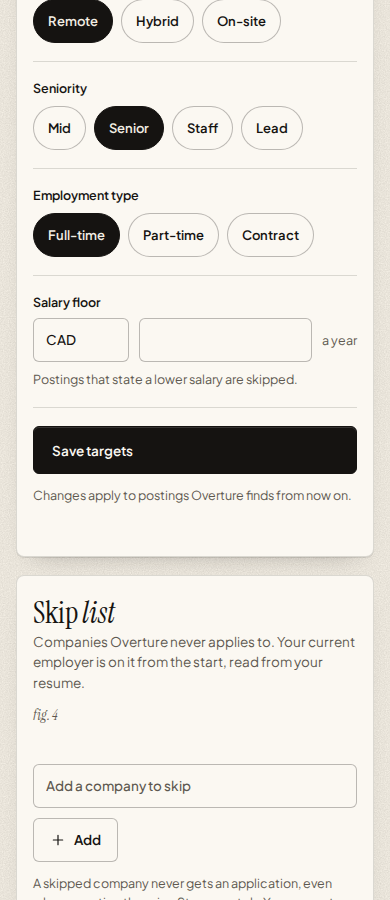 Remote Hybrid On-site
Seniority
Mid Senior Staff Lead
Employment type
Full-time Part-time Contract
Salary floor
CAD a year
Postings that state a lower salary are skipped.
Save targets
Changes apply to postings Overture finds from now on.
Skip list
Companies Overture never applies to. Your current
employer is on it from the start, read from your
resume.
fig. 4
Add a company to skip
+ Add
A skipped company never gets an application, even